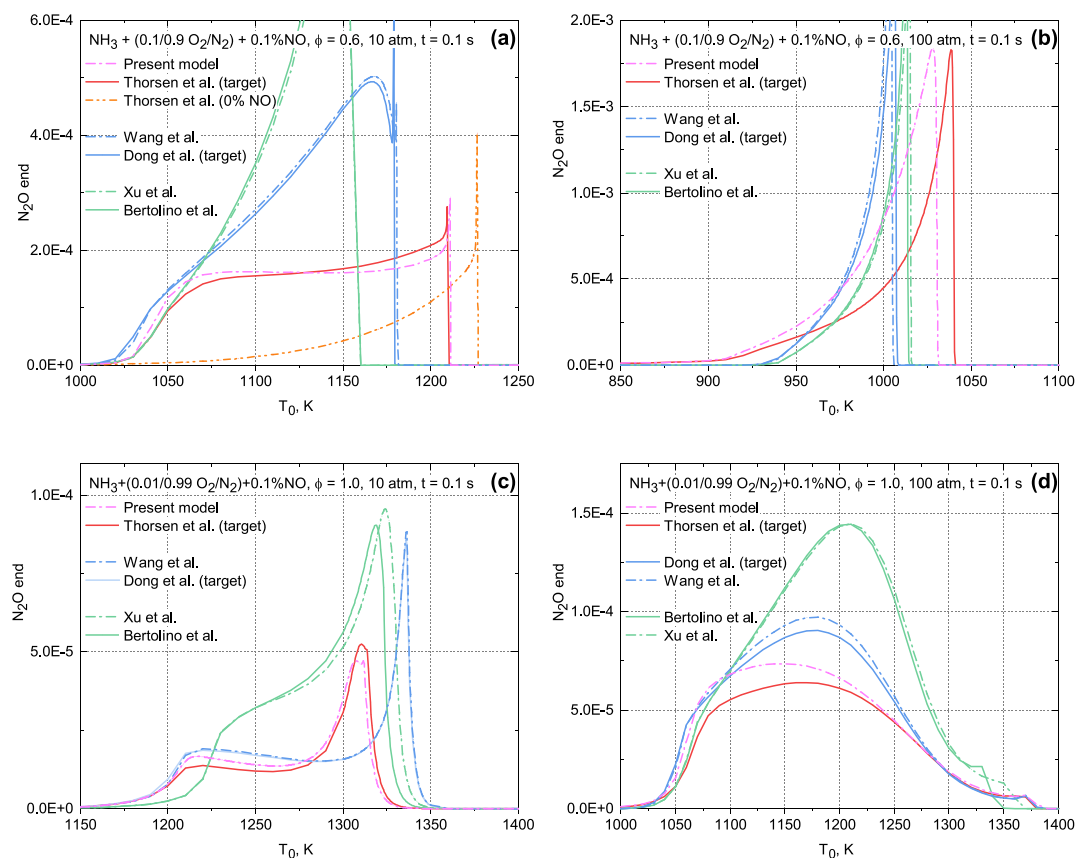 6.0E-4
4.0E-4
2.0E-4
0.0E+0
N₂O end
NH₃ + (0.1/0.9 O₂/N₂) + 0.1%NO, ϕ = 0.6, 10 atm, t = 0.1 s
(a)
Present model
Thorsen et al. (target)
Thorsen et al. (0% NO)
Wang et al.
Dong et al. (target)
Xu et al.
Bertolino et al.
1000 1050 1100 1150 1200 1250
T₀, K
2.0E-3
1.5E-3
1.0E-3
5.0E-4
0.0E+0
N₂O end
NH₃ + (0.1/0.9 O₂/N₂) + 0.1%NO, ϕ = 0.6, 100 atm, t = 0.1 s
(b)
Present model
Thorsen et al. (target)
Wang et al.
Dong et al. (target)
Xu et al.
Bertolino et al.
850 900 950 1000 1050 1100
T₀, K
1.0E-4
5.0E-5
0.0E+0
N₂O end
NH₃+(0.01/0.99 O₂/N₂)+0.1%NO, ϕ = 1.0, 10 atm, t = 0.1 s
(c)
Present model
Thorsen et al. (target)
Wang et al.
Dong et al. (target)
Xu et al.
Bertolino et al.
1150 1200 1250 1300 1350 1400
T₀, K
1.5E-4
1.0E-4
5.0E-5
0.0E+0
N₂O end
NH₃+(0.01/0.99 O₂/N₂)+0.1%NO, ϕ = 1.0, 100 atm, t = 0.1 s
(d)
Present model
Thorsen et al. (target)
Dong et al. (target)
Wang et al.
Bertolino et al.
Xu et al.
1000 1050 1100 1150 1200 1250 1300 1350 1400
T₀, K